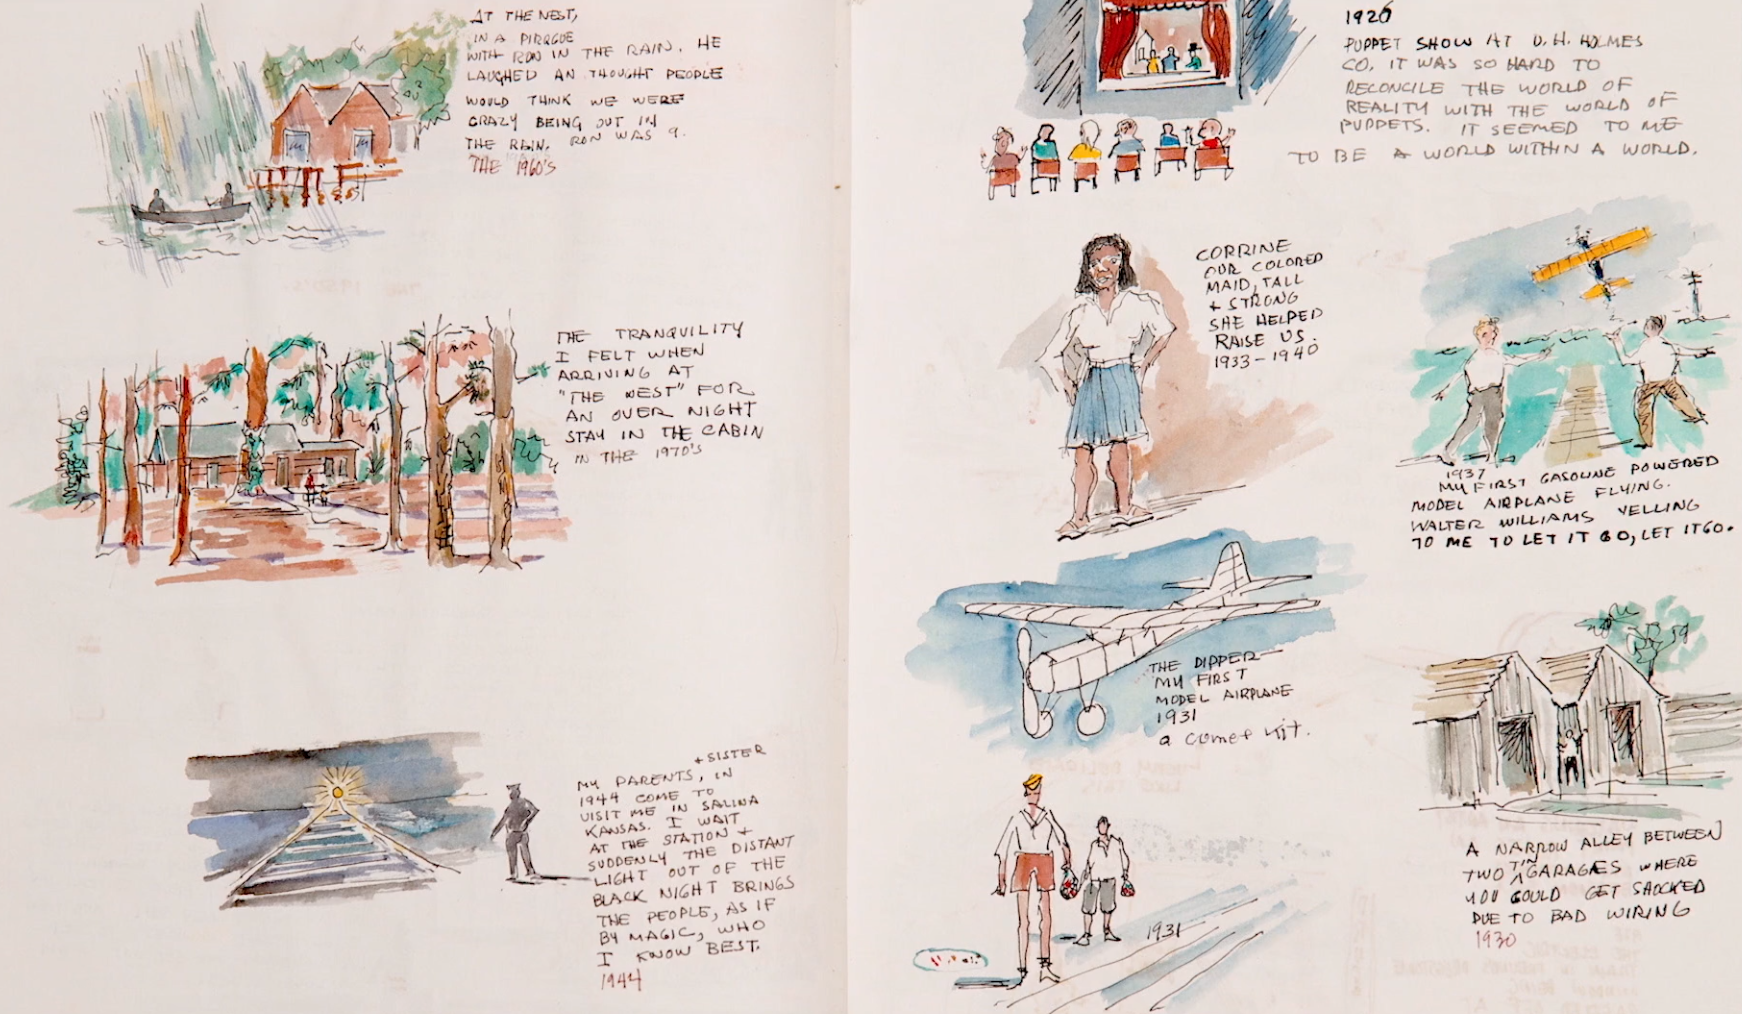 AT THE NEST,
IN A PIROGUE
WITH RON IN THE RAIN. HE
LAUGHED AN THOUGHT PEOPLE
WOULD THINK WE WERE
CRAZY BEING OUT IN
THE RAIN. RON WAS 9.
THE 1960'S
THE TRANQUILITY
I FELT WHEN
ARRIVING AT
"THE NEST" FOR
AN OVER NIGHT
STAY IN THE CABIN
IN THE 1970'S
+ SISTER
MY PARENTS, IN
1944 COME TO
VISIT ME IN SALINA
KANSAS. I WAIT
AT THE STATION +
SUDDENLY THE DISTANT
LIGHT OUT OF THE
BLACK NIGHT BRINGS
THE PEOPLE, AS IF
BY MAGIC, WHO
I KNOW BEST.
1944
1926
PUPPET SHOW AT D. H. HOLMES
CO. IT WAS SO HARD TO
RECONCILE THE WORLD OF
REALITY WITH THE WORLD OF
PUPPETS. IT SEEMED TO ME
TO BE A WORLD WITHIN A WORLD.
CORRINE
OUR COLORED
MAID, TALL
+ STRONG
SHE HELPED
RAISE US.
1933-1940
1937
MY FIRST GASOLINE POWERED
MODEL AIRPLANE FLYING.
WALTER WILLIAMS YELLING
TO ME TO LET IT GO, LET IT GO.
THE DIPPER
MY FIRST
MODEL AIRPLANE
1931
a comet kit.
1931
A NARROW ALLEY BETWEEN
TWO TIN GARAGES WHERE
YOU COULD GET SHOCKED
DUE TO BAD WIRING
1930